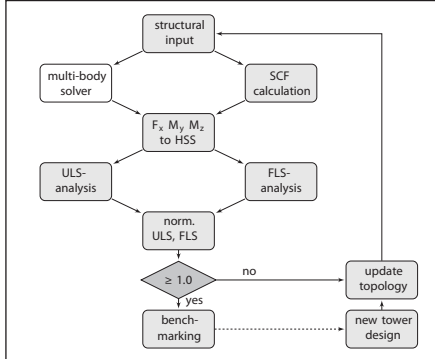 structural
input
multi-body
solver
SCF
calculation
Fx My Mz
to HSS
ULS-
analysis
FLS-
analysis
norm.
ULS, FLS
≥ 1.0
no
yes
update
topology
bench-
marking
new tower
design